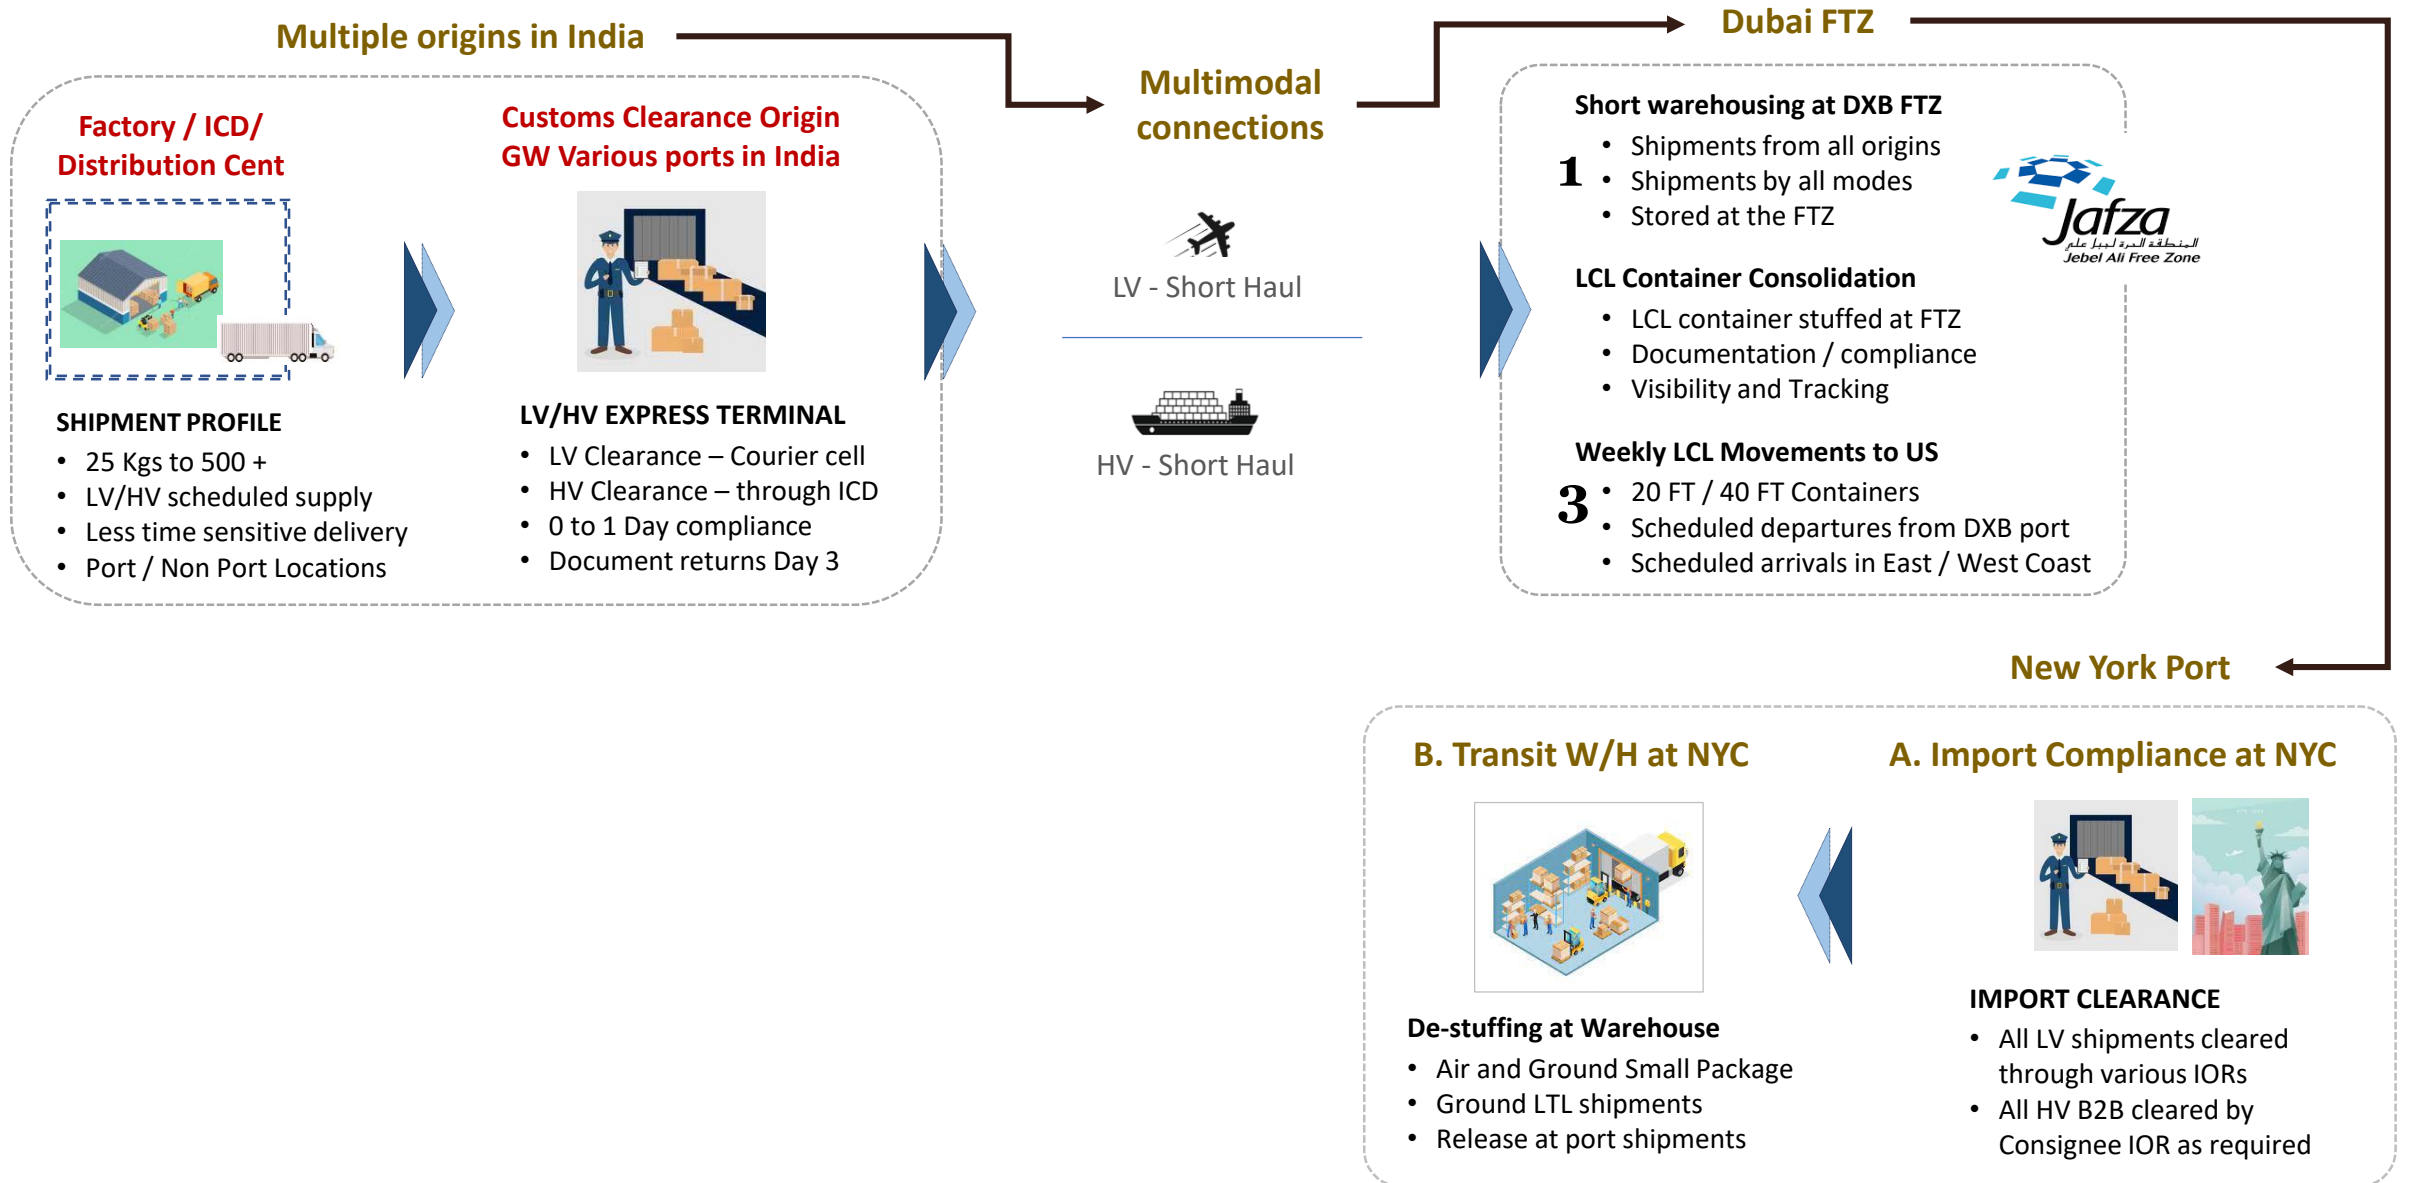 Multiple origins in India
Factory / ICD/
Distribution Cent
SHIPMENT PROFILE
• 25 Kgs to 500 +
• LV/HV scheduled supply
• Less time sensitive delivery
• Port / Non Port Locations
Customs Clearance Origin
GW Various ports in India
LV/HV EXPRESS TERMINAL
• LV Clearance – Courier cell
• HV Clearance – through ICD
• 0 to 1 Day compliance
• Document returns Day 3
Multimodal
connections
LV - Short Haul
HV - Short Haul
Dubai FTZ
Short warehousing at DXB FTZ
1
• Shipments from all origins
• Shipments by all modes
• Stored at the FTZ
Jafza
المنطقة الحرة لجبل علي
Jebel Ali Free Zone
LCL Container Consolidation
• LCL container stuffed at FTZ
• Documentation / compliance
• Visibility and Tracking
Weekly LCL Movements to US
3
• 20 FT / 40 FT Containers
• Scheduled departures from DXB port
• Scheduled arrivals in East / West Coast
New York Port
A. Import Compliance at NYC
IMPORT CLEARANCE
• All LV shipments cleared
through various IORs
• All HV B2B cleared by
Consignee IOR as required
B. Transit W/H at NYC
De-stuffing at Warehouse
• Air and Ground Small Package
• Ground LTL shipments
• Release at port shipments